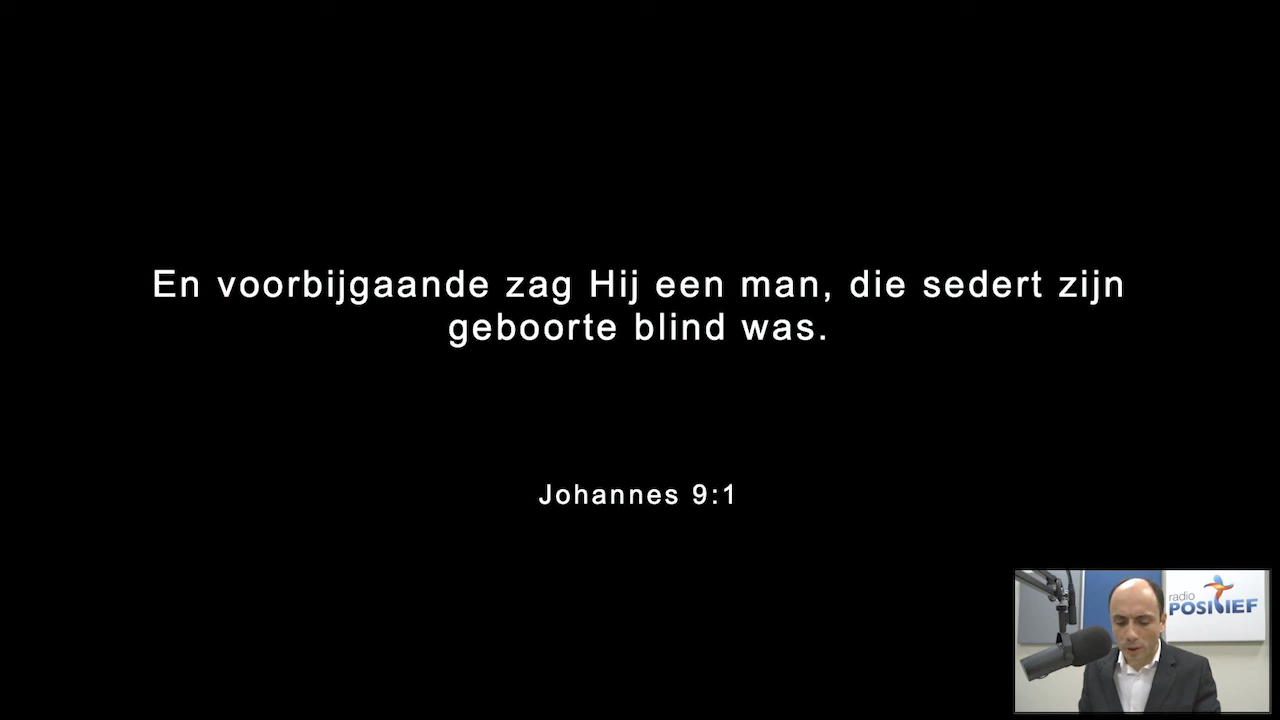 En voorbijgaande zag Hij een man, die sedert zijn
geboorte blind was.
Johannes 9:1
radio
POSITIEF